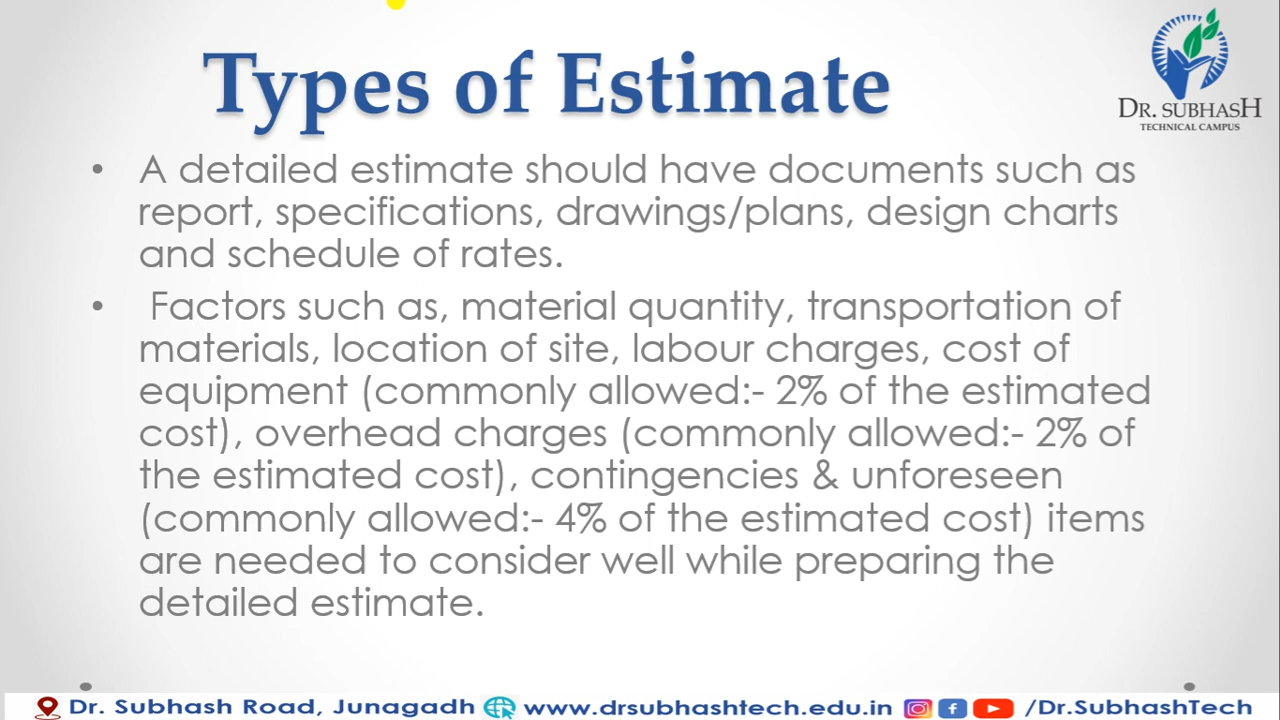 Types of Estimate
DR. SUBHASH
TECHNICAL CAMPUS
• A detailed estimate should have documents such as
report, specifications, drawings/plans, design charts
and schedule of rates.
• Factors such as, material quantity, transportation of
materials, location of site, labour charges, cost of
equipment (commonly allowed:- 2% of the estimated
cost), overhead charges (commonly allowed:- 2% of
the estimated cost), contingencies & unforeseen
(commonly allowed:- 4% of the estimated cost) items
are needed to consider well while preparing the
detailed estimate.
Dr. Subhash Road, Junagadh www.drsubhashtech.edu.in /Dr.SubhashTech